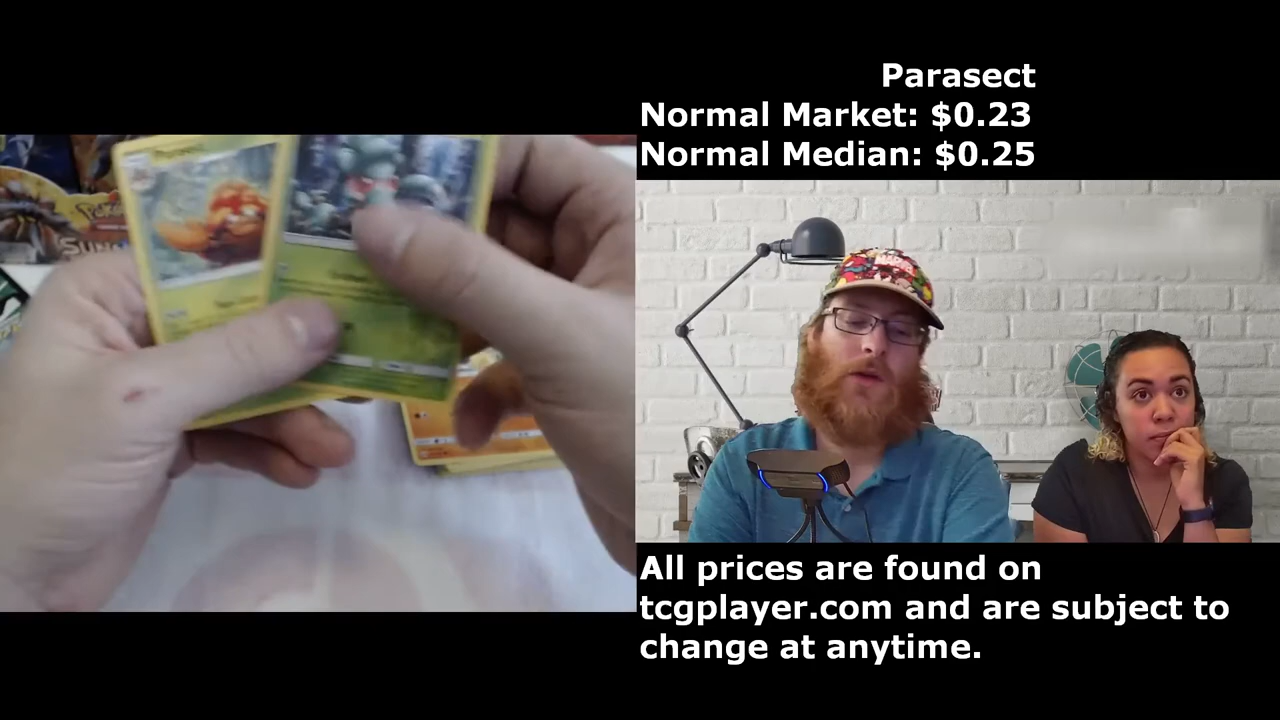 Parasect
Normal Market: $0.23
Normal Median: $0.25
All prices are found on
tcgplayer.com and are subject to
change at anytime.